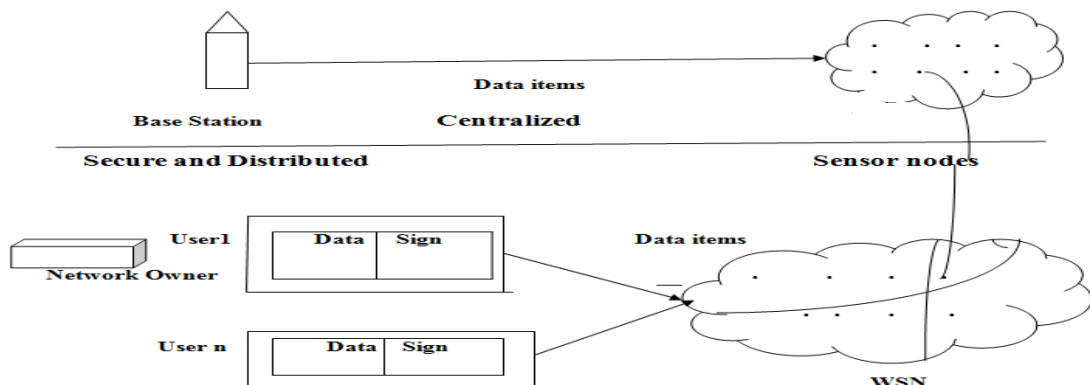 Data items
Base Station
Centralized
Secure and Distributed
Sensor nodes
User1
Data
Sign
Data items
Network Owner
User n
Data
Sign
WSN